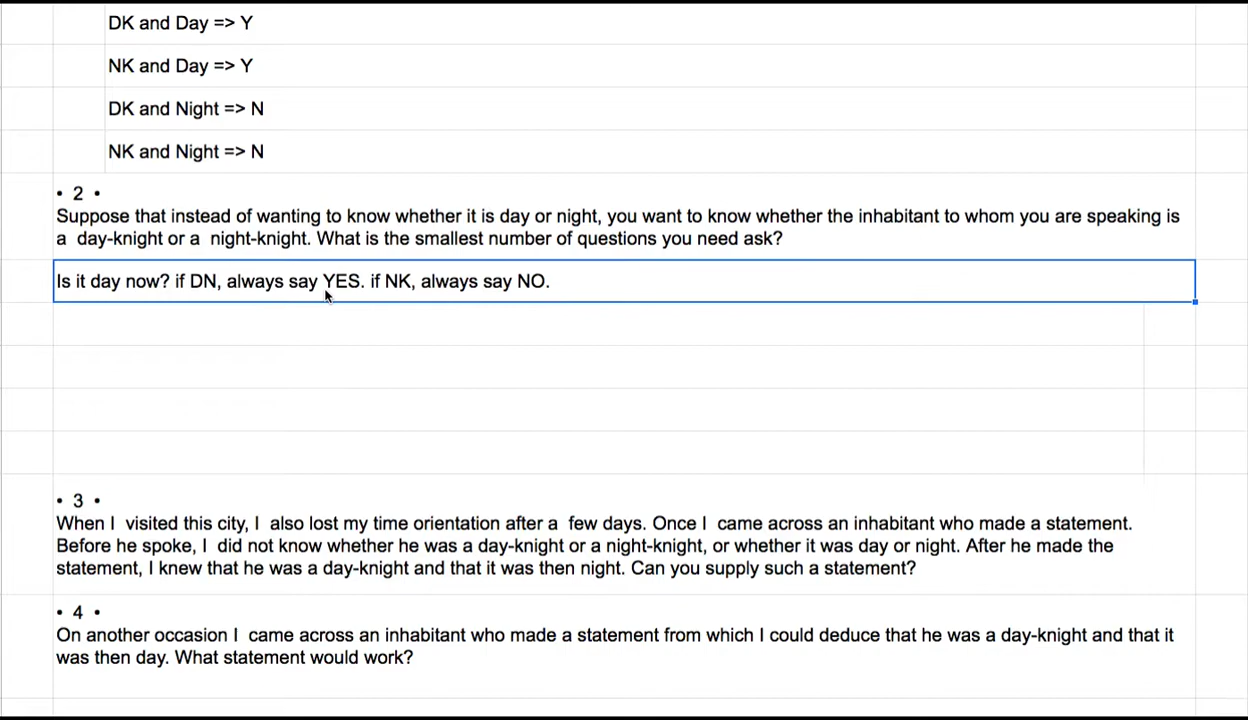 DK and Day => Y
NK and Day => Y
DK and Night => N
NK and Night => N
• 2 •
Suppose that instead of wanting to know whether it is day or night, you want to know whether the inhabitant to whom you are speaking is
a day-knight or a night-knight. What is the smallest number of questions you need ask?
Is it day now? if DN, always say YES. if NK, always say NO.
• 3 •
When I visited this city, I also lost my time orientation after a few days. Once I came across an inhabitant who made a statement.
Before he spoke, I did not know whether he was a day-knight or a night-knight, or whether it was day or night. After he made the
statement, I knew that he was a day-knight and that it was then night. Can you supply such a statement?
• 4 •
On another occasion I came across an inhabitant who made a statement from which I could deduce that he was a day-knight and that it
was then day. What statement would work?